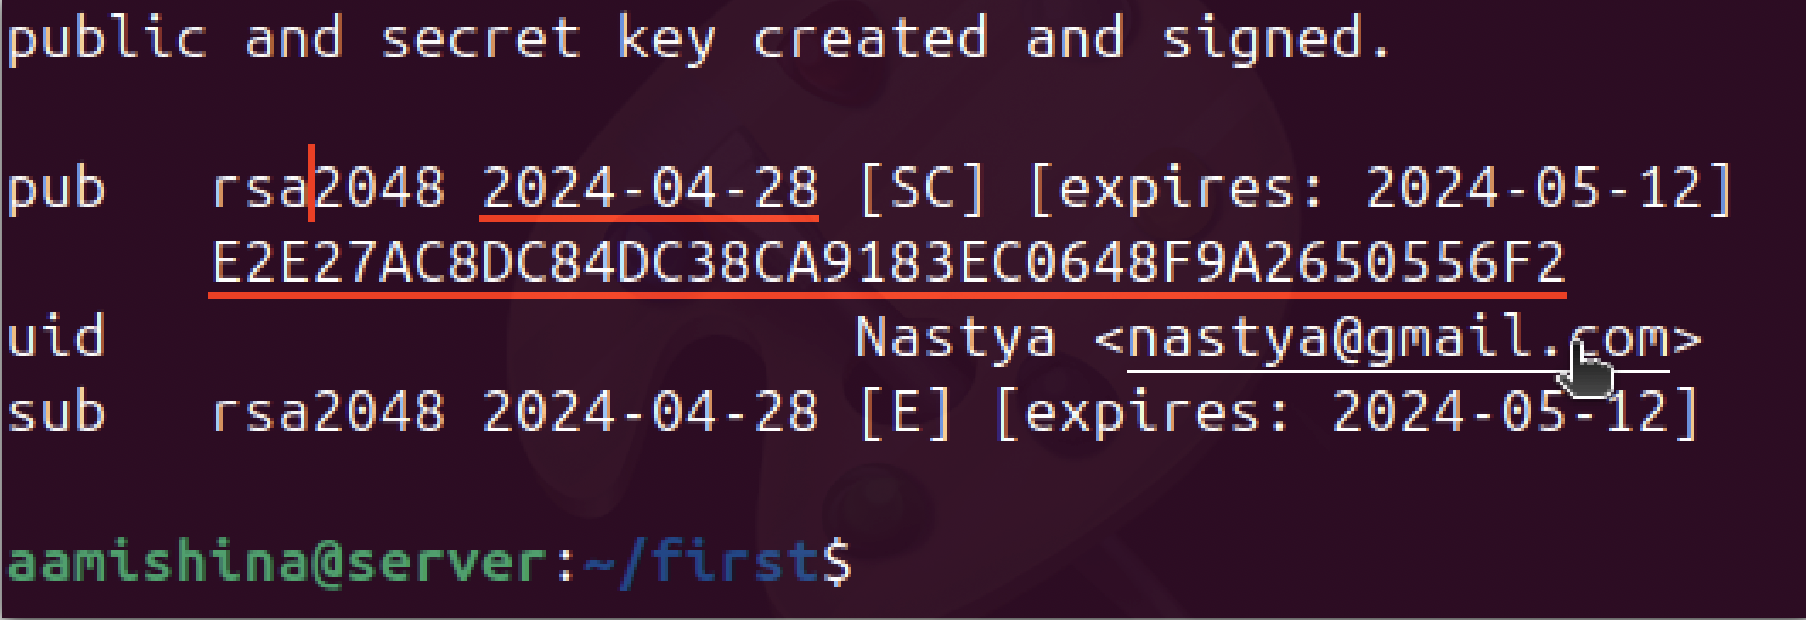 public and secret key created and signed.
pub rsa2048 2024-04-28 [SC] [expires: 2024-05-12]
E2E27AC8DC84DC38CA9183EC0648F9A2650556F2
uid Nastya <nastya@gmail.com>
sub rsa2048 2024-04-28 [E] [expires: 2024-05-12]
aamishina@server:~/first$